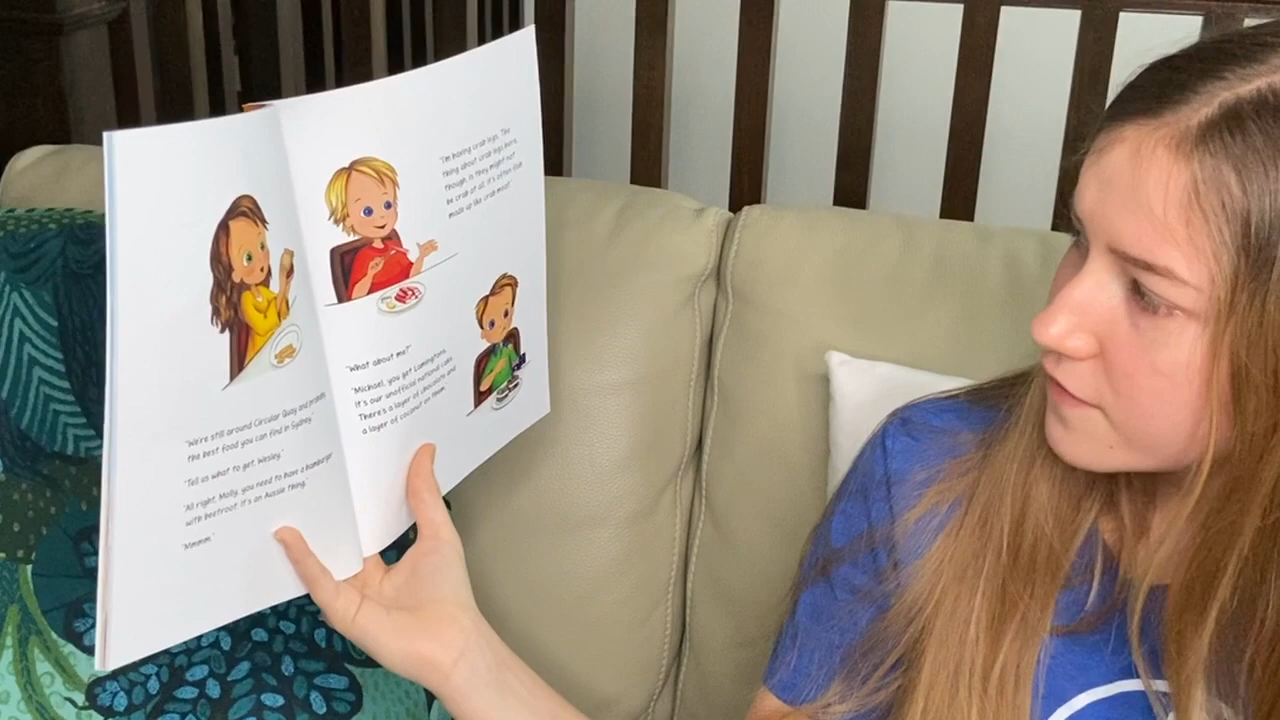 "We're still around Circular Quay and probably
the best food you can find in Sydney."
"Tell us what to get, Wesley."
"All right. Molly, you need to have a hamburger
with beetroot. It's an Aussie thing."
"Mmmm."
"I'm having crab legs. The
thing about crab legs here,
though, is they might not
be crab at all. It's often fish
made up like crab meat."
"What about me?"
"Michael, you get Lamingtons.
It's our unofficial national cake.
There's a layer of chocolate and
a layer of coconut on them.